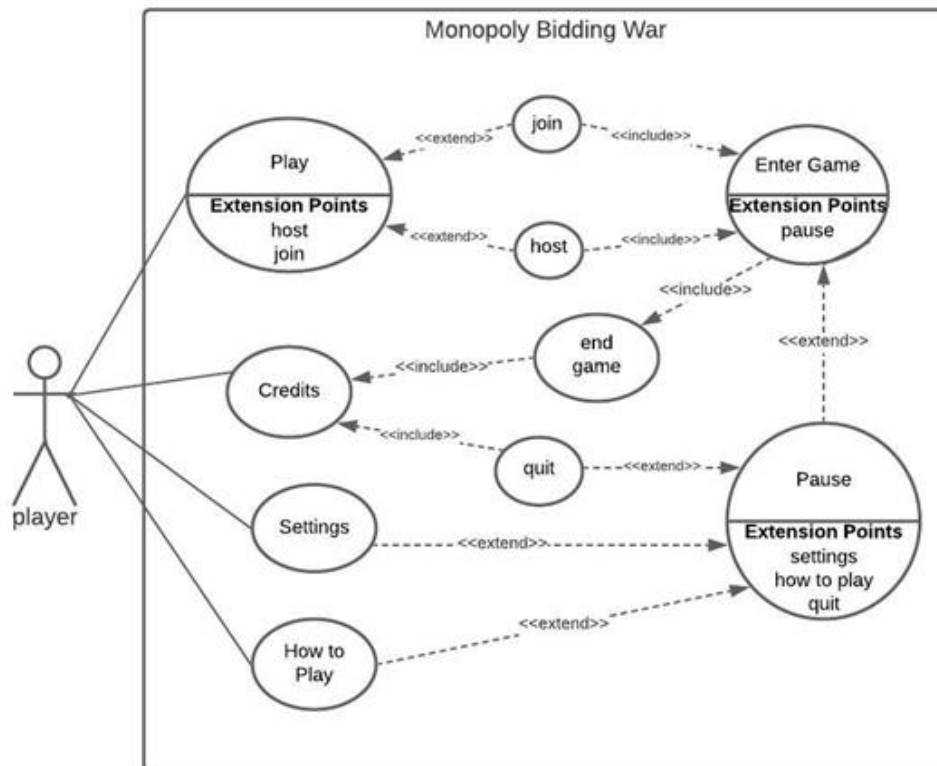 Monopoly Bidding War
join
<<extend>>
<<include>>
Play
Extension Points
host
join
Enter Game
Extension Points
pause
<<extend>>
host
<<include>>
<<include>>
end
game
<<extend>>
Credits
<<include>>
<<include>>
quit
<<extend>>
Pause
Extension Points
settings
how to play
quit
player
Settings
<<extend>>
How to
Play
<<extend>>